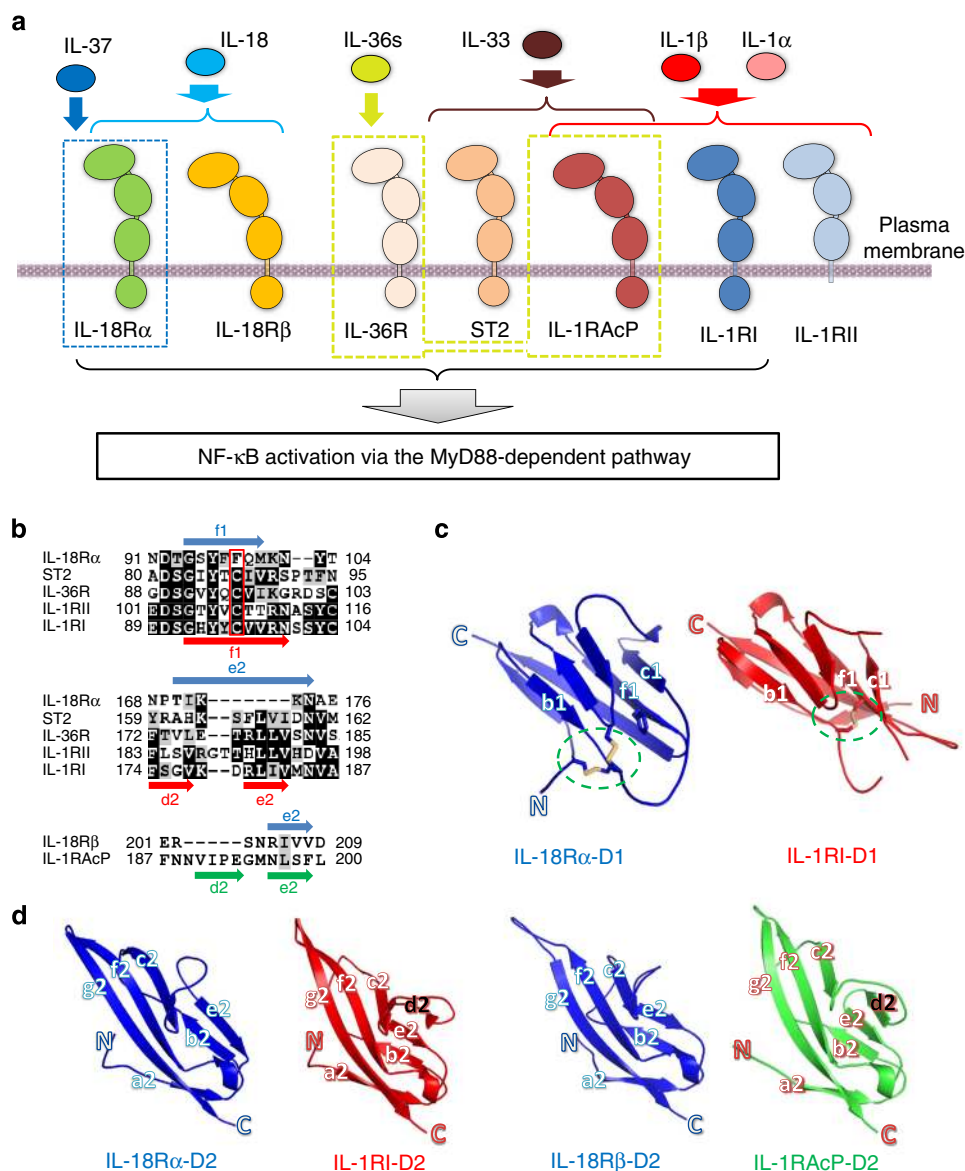 a
IL-37 IL-18 IL-36s IL-33 IL-1β IL-1α
Plasma
membrane
IL-18Rα IL-18Rβ IL-36R ST2 IL-1RAcP IL-1RI IL-1RII
NF-κB activation via the MyD88-dependent pathway
b
f1
IL-18Rα 91 NDTGSYFFQMKN--YT 104
ST2 80 ADSGIYTCIVRSPTFN 95
IL-36R 88 GDSGVYQCVIKGRDSC 103
IL-1RII 101 EDSGTYVCTTRNASYC 116
IL-1RI 89 EDSGHYYCVVRNSSYC 104
f1
e2
IL-18Rα 168 NPTIK-------KNAE 176
ST2 159 YRAHK--SFLVIDNVM 162
IL-36R 172 FTVLE--TRLLVSNVS 185
IL-1RII 183 FLSVRGTTHLLVHDVA 198
IL-1RI 174 FSGVK--DRLIVMNVA 187
d2 e2
e2
IL-18Rβ 201 ER-----SNRIVVD 209
IL-1RAcP 187 FNNVIPEGMNLSFL 200
d2 e2
c
C b1 f1 c1 N
IL-18Rα-D1
C b1 f1 c1 N
IL-1RI-D1
d
g2 f2 c2 e2 b2 N a2 C
IL-18Rα-D2
g2 f2 c2 d2 e2 b2 N a2 C
IL-1RI-D2
g2 f2 c2 e2 b2 N a2 C
IL-18Rβ-D2
g2 f2 c2 d2 e2 b2 N a2 C
IL-1RAcP-D2